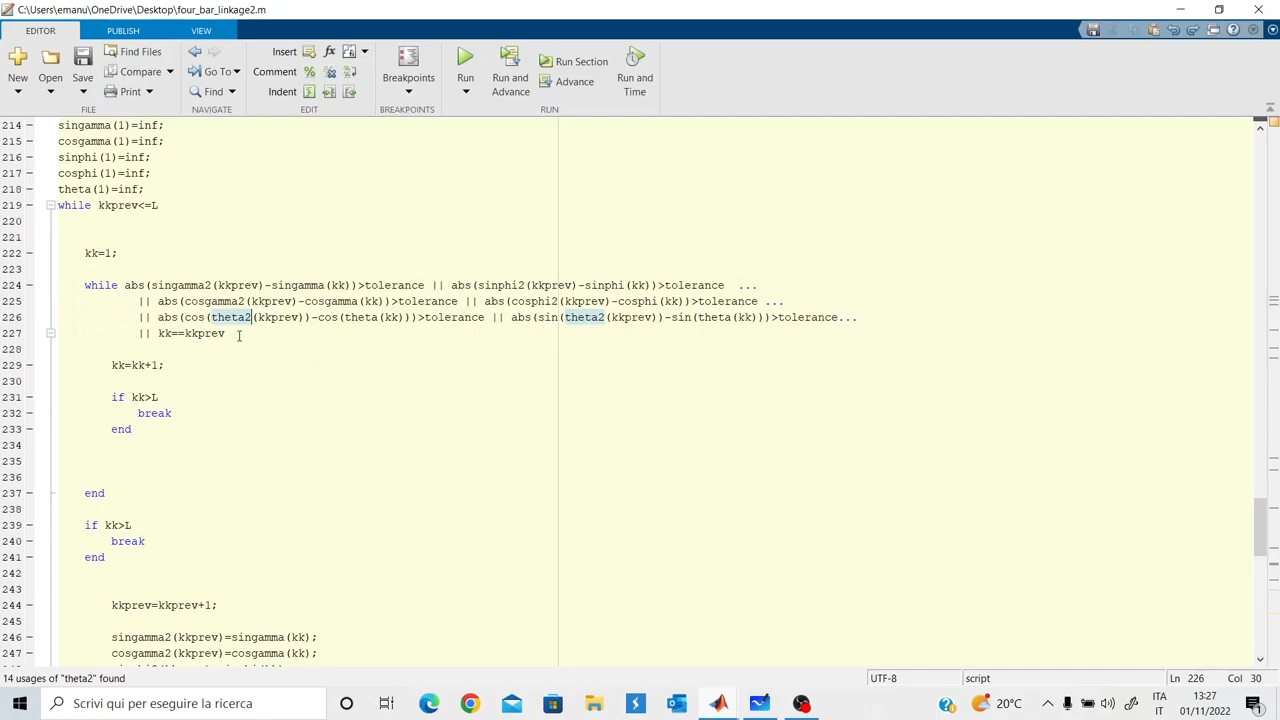 C:\Users\emanu\OneDrive\Desktop\four_bar_linkage2.m
EDITOR PUBLISH VIEW
New Open Save Find Files Compare Print
Go To Find
Insert fx
Comment
Indent
Breakpoints
Run Run and Advance Run Section Advance Run and Time
FILE NAVIGATE EDIT BREAKPOINTS RUN
214 singamma(1)=inf;
215 cosgamma(1)=inf;
216 sinphi(1)=inf;
217 cosphi(1)=inf;
218 theta(1)=inf;
219 while kkprev<=L
220
221
222 kk=1;
223
224 while abs(singamma2(kkprev)-singamma(kk))>tolerance || abs(sinphi2(kkprev)-sinphi(kk))>tolerance ...
225 || abs(cosgamma2(kkprev)-cosgamma(kk))>tolerance || abs(cosphi2(kkprev)-cosphi(kk))>tolerance ...
226 || abs(cos(theta2(kkprev))-cos(theta(kk)))>tolerance || abs(sin(theta2(kkprev))-sin(theta(kk)))>tolerance...
227 || kk==kkprev
228
229 kk=kk+1;
230
231 if kk>L
232 break
233 end
234
235
236
237 end
238
239 if kk>L
240 break
241 end
242
243
244 kkprev=kkprev+1;
245
246 singamma2(kkprev)=singamma(kk);
247 cosgamma2(kkprev)=cosgamma(kk);
14 usages of "theta2" found UTF-8 script Ln 226 Col 30
Scrivi qui per eseguire la ricerca 20°C ITA IT 13:27 01/11/2022